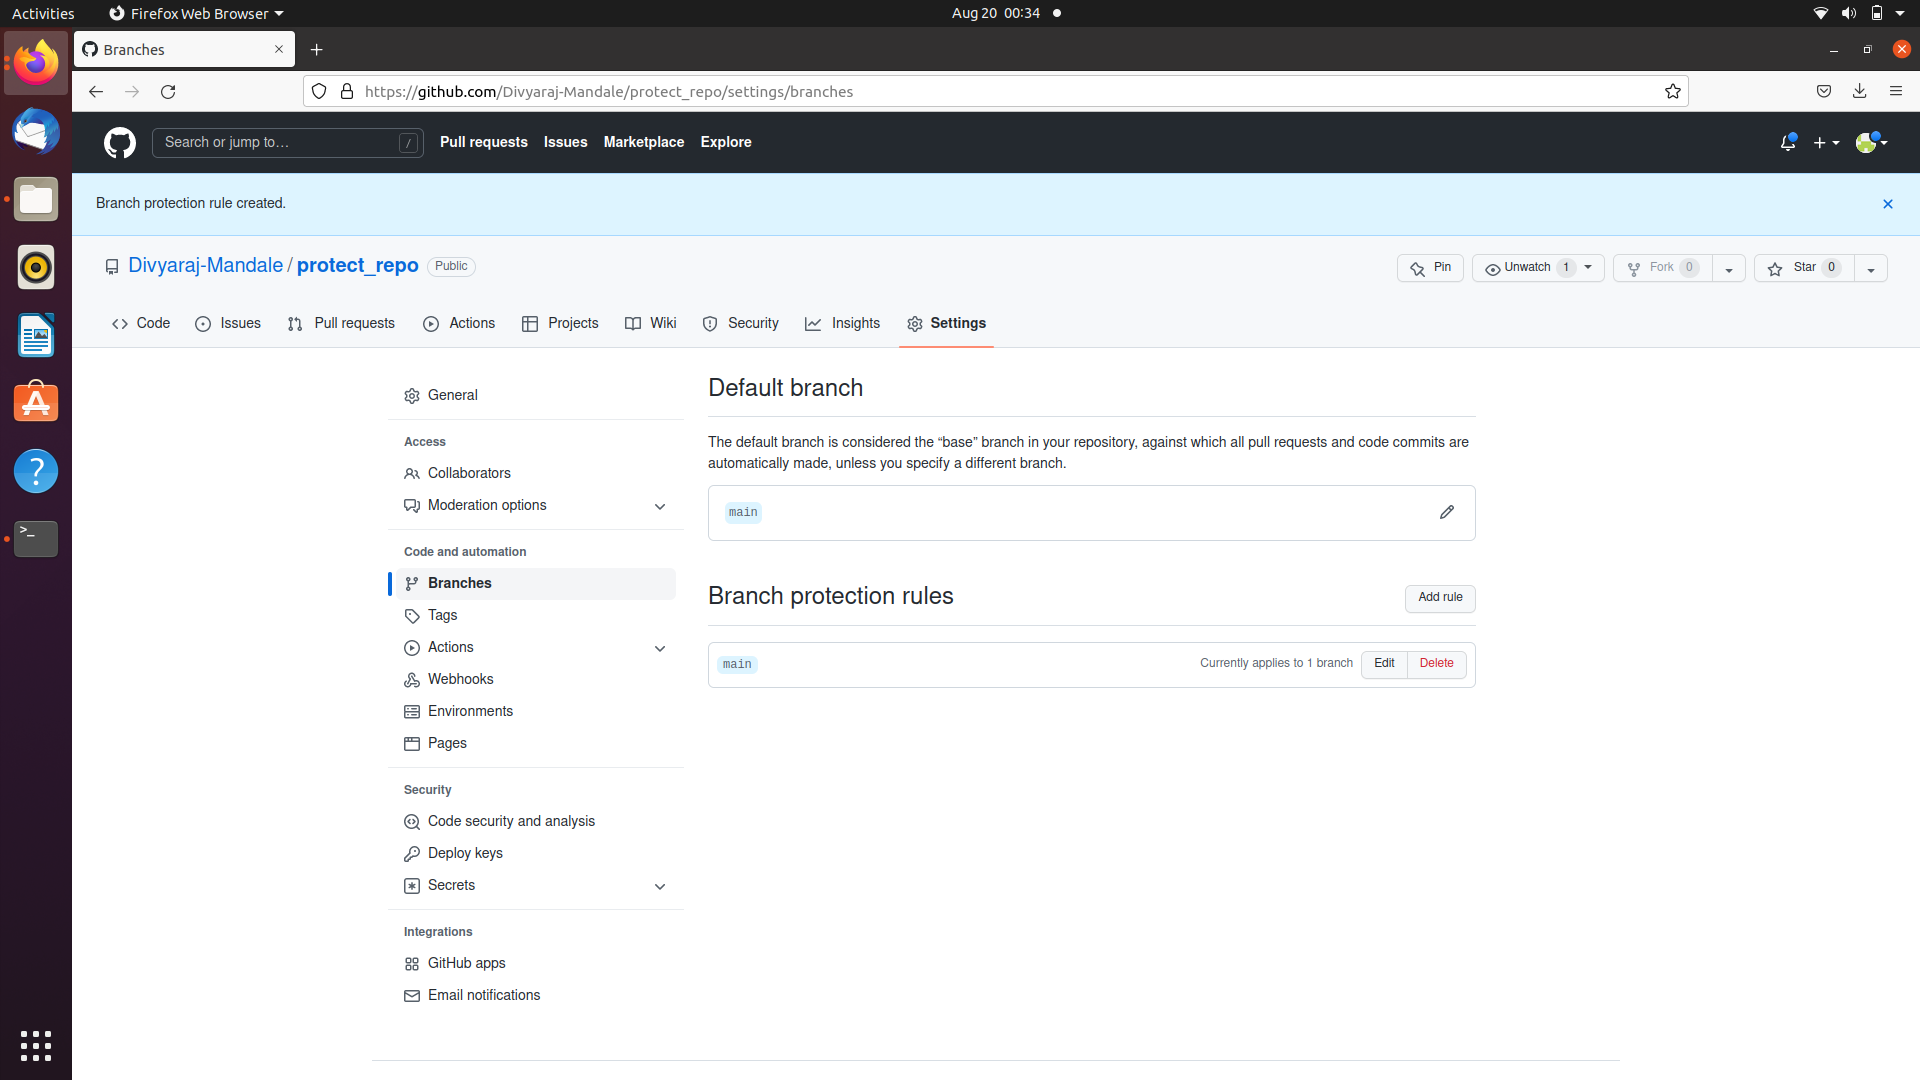 Activities
Firefox Web Browser
Aug 20 00:34
Branches
https://github.com/Divyaraj-Mandale/protect_repo/settings/branches
Search or jump to…
/
Pull requests
Issues
Marketplace
Explore
Branch protection rule created.
Divyaraj-Mandale / protect_repo
Public
Pin
Unwatch 1
Fork 0
Star 0
Code
Issues
Pull requests
Actions
Projects
Wiki
Security
Insights
Settings
General
Access
Collaborators
Moderation options
Code and automation
Branches
Tags
Actions
Webhooks
Environments
Pages
Security
Code security and analysis
Deploy keys
Secrets
Integrations
GitHub apps
Email notifications
Default branch
The default branch is considered the “base” branch in your repository, against which all pull requests and code commits are
automatically made, unless you specify a different branch.
main
Branch protection rules
Add rule
main
Currently applies to 1 branch
Edit
Delete